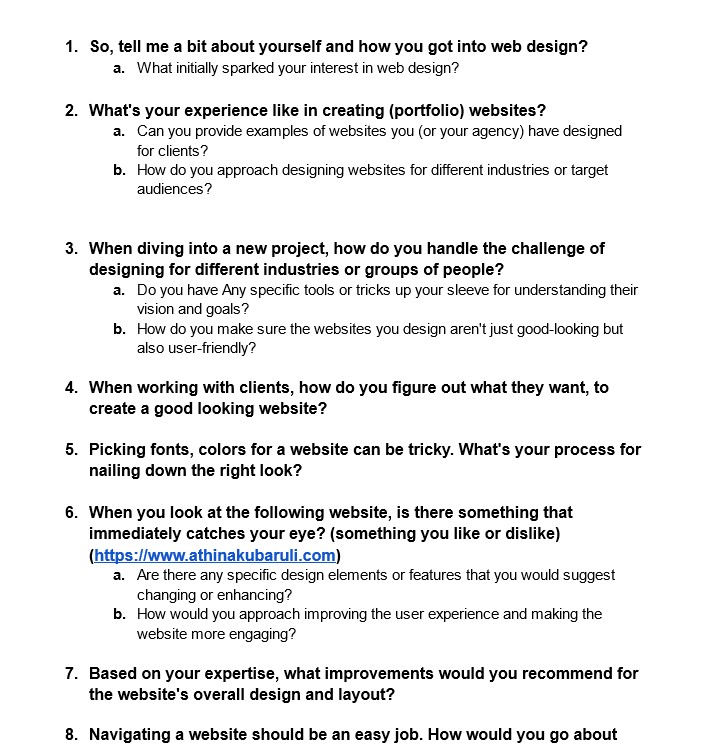 1. So, tell me a bit about yourself and how you got into web design?
a. What initially sparked your interest in web design?
2. What's your experience like in creating (portfolio) websites?
a. Can you provide examples of websites you (or your agency) have designed
for clients?
b. How do you approach designing websites for different industries or target
audiences?
3. When diving into a new project, how do you handle the challenge of
designing for different industries or groups of people?
a. Do you have Any specific tools or tricks up your sleeve for understanding their
vision and goals?
b. How do you make sure the websites you design aren't just good-looking but
also user-friendly?
4. When working with clients, how do you figure out what they want, to
create a good looking website?
5. Picking fonts, colors for a website can be tricky. What's your process for
nailing down the right look?
6. When you look at the following website, is there something that
immediately catches your eye? (something you like or dislike)
(https://www.athinakubaruli.com)
a. Are there any specific design elements or features that you would suggest
changing or enhancing?
b. How would you approach improving the user experience and making the
website more engaging?
7. Based on your expertise, what improvements would you recommend for
the website's overall design and layout?
8. Navigating a website should be an easy job. How would you go about